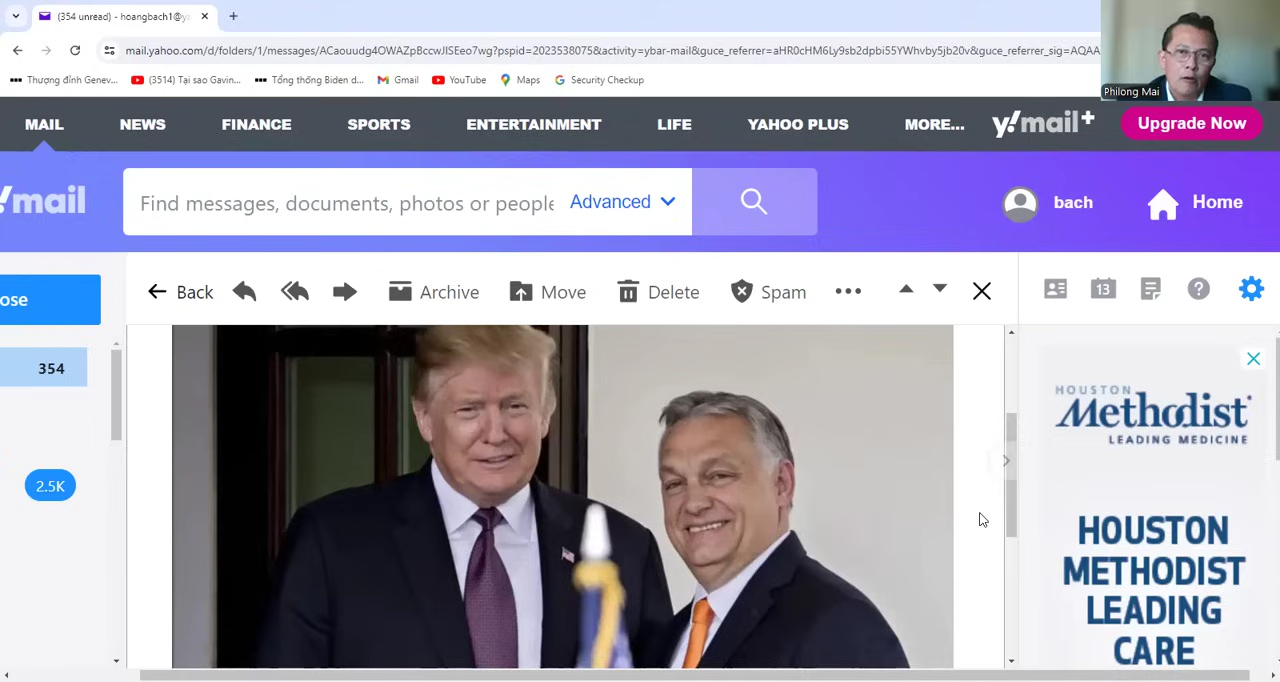 (354 unread) - hoangbach1@y
mail.yahoo.com/d/folders/1/messages/ACaouudg4OWAZpBccwJISEeo7wg?pspid=2023538075&activity=ybar-mail&guce_referrer=aHR0cHM6Ly9sb2dpbi55YWhvby5jb20v&guce_referrer_sig=AQAA
Thượng đỉnh Genev... (3514) Tại sao Gavin... Tổng thống Biden d... Gmail YouTube Maps Security Checkup
Philong Mai
MAIL NEWS FINANCE SPORTS ENTERTAINMENT LIFE YAHOO PLUS MORE... y!mail+ Upgrade Now
!mail Find messages, documents, photos or people Advanced bach Home
ose Back Archive Move Delete Spam 13
354
2.5K
HOUSTON
Methodist
LEADING MEDICINE
HOUSTON
METHODIST
LEADING
CARE